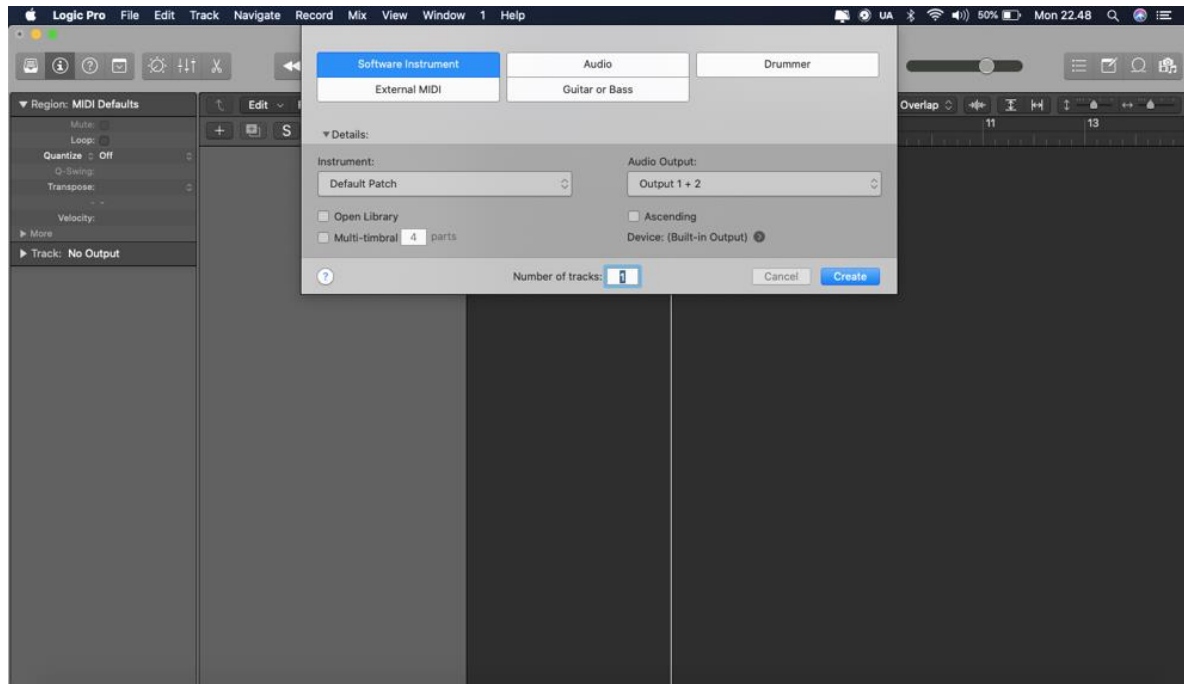 Logic Pro File Edit Track Navigate Record Mix View Window 1 Help UA 50% Mon 22.48
Software Instrument Audio Drummer
External MIDI Guitar or Bass
Region: MIDI Defaults
Edit
Overlap
11 13
Mute:
Loop:
Quantize Off
Q-Swing:
Transpose:
Velocity:
More
Track: No Output
S
Details:
Instrument: Audio Output:
Default Patch Output 1 + 2
Open Library Ascending
Multi-timbral 4 parts Device: (Built-in Output)
? Number of tracks: 1 Cancel Create